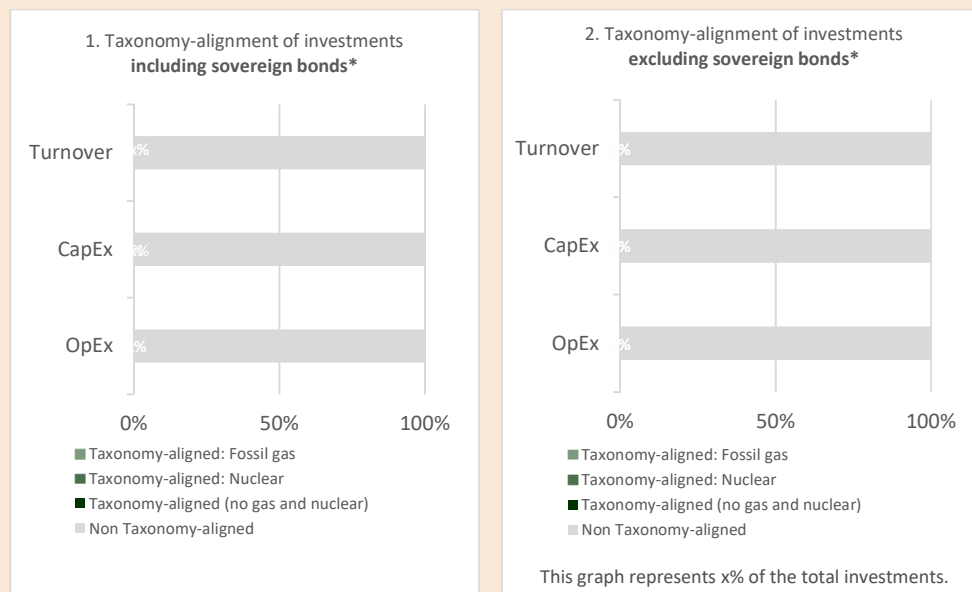 1. Taxonomy-alignment of investments
including sovereign bonds*
Turnover
CapEx
OpEx
0% 50% 100%
Taxonomy-aligned: Fossil gas
Taxonomy-aligned: Nuclear
Taxonomy-aligned (no gas and nuclear)
Non Taxonomy-aligned
2. Taxonomy-alignment of investments
excluding sovereign bonds*
Turnover
CapEx
OpEx
0% 50% 100%
Taxonomy-aligned: Fossil gas
Taxonomy-aligned: Nuclear
Taxonomy-aligned (no gas and nuclear)
Non Taxonomy-aligned
This graph represents x% of the total investments.